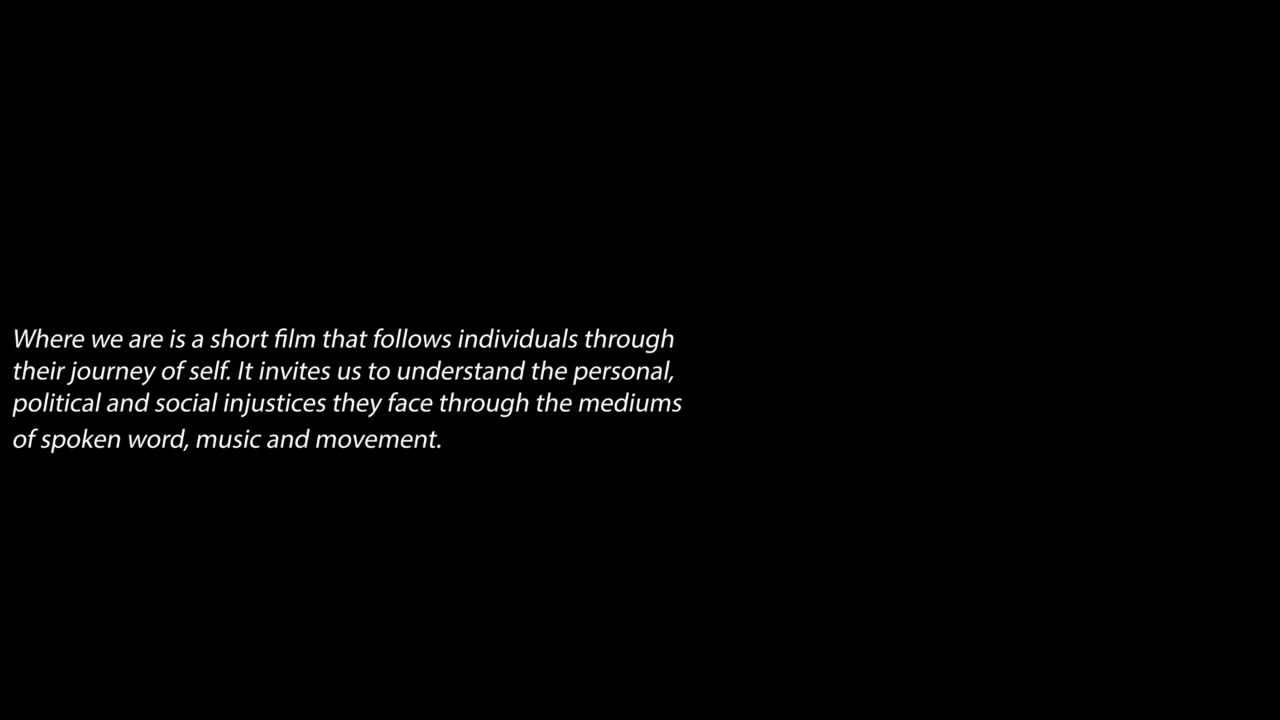 Where we are is a short film that follows individuals through
their journey of self. It invites us to understand the personal,
political and social injustices they face through the mediums
of spoken word, music and movement.